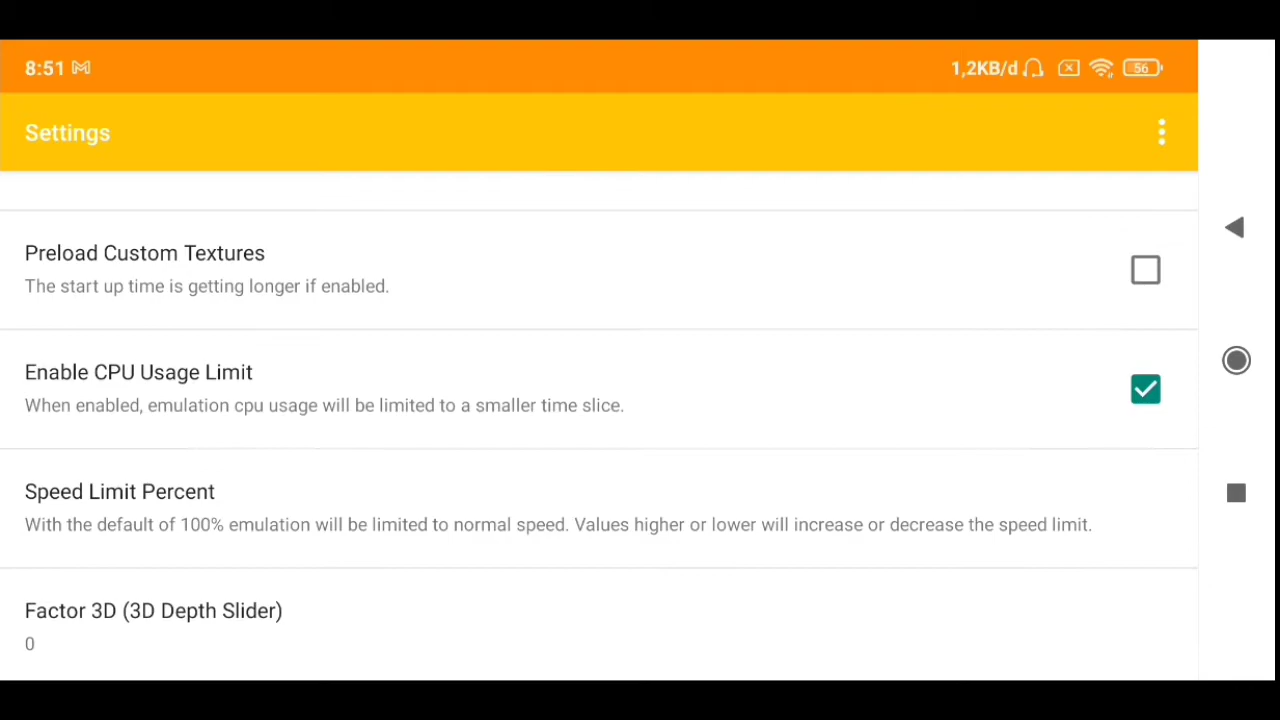 8:51
1,2KB/d
56
Settings
Preload Custom Textures
The start up time is getting longer if enabled.
Enable CPU Usage Limit
When enabled, emulation cpu usage will be limited to a smaller time slice.
Speed Limit Percent
With the default of 100% emulation will be limited to normal speed. Values higher or lower will increase or decrease the speed limit.
Factor 3D (3D Depth Slider)
0